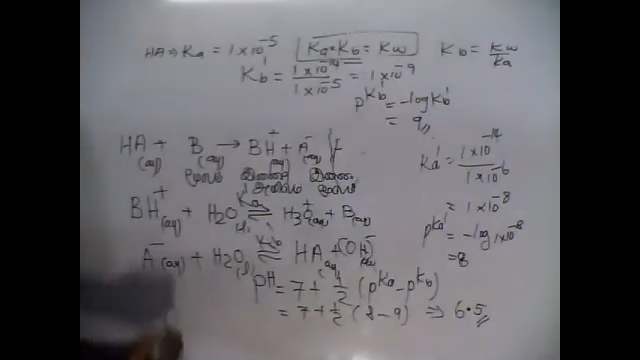 HA ⇒ Ka = 1×10⁻⁵ Ka×Kb = Kw Kb = Kw/Ka
Kb' = 1×10⁻¹⁴/1×10⁻⁵ = 1×10⁻⁹
pKb' = -logKb'
= 9
HA(aq) + B(aq) → BH⁺(aq) + A⁻(aq)
BH⁺(aq) + H₂O(l) ⇌ H₃O⁺(aq) + B(aq) Ka'
A⁻(aq) + H₂O(l) ⇌ HA(aq) + OH⁻(aq) Kb'
Ka' = 1×10⁻¹⁴/1×10⁻⁶
= 1×10⁻⁸
pKa' = -log 1×10⁻⁸
= 8
pH = 7 + 1/2 (pKa' - pKb')
= 7 + 1/2 (8 - 9) ⇒ 6.5